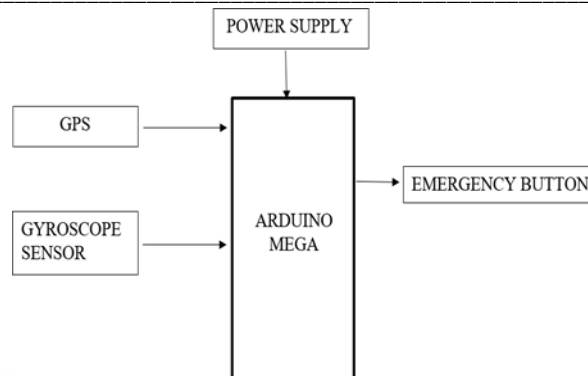 POWER SUPPLY
GPS
EMERGENCY BUTTON
GYROSCOPE
SENSOR
ARDUINO
MEGA